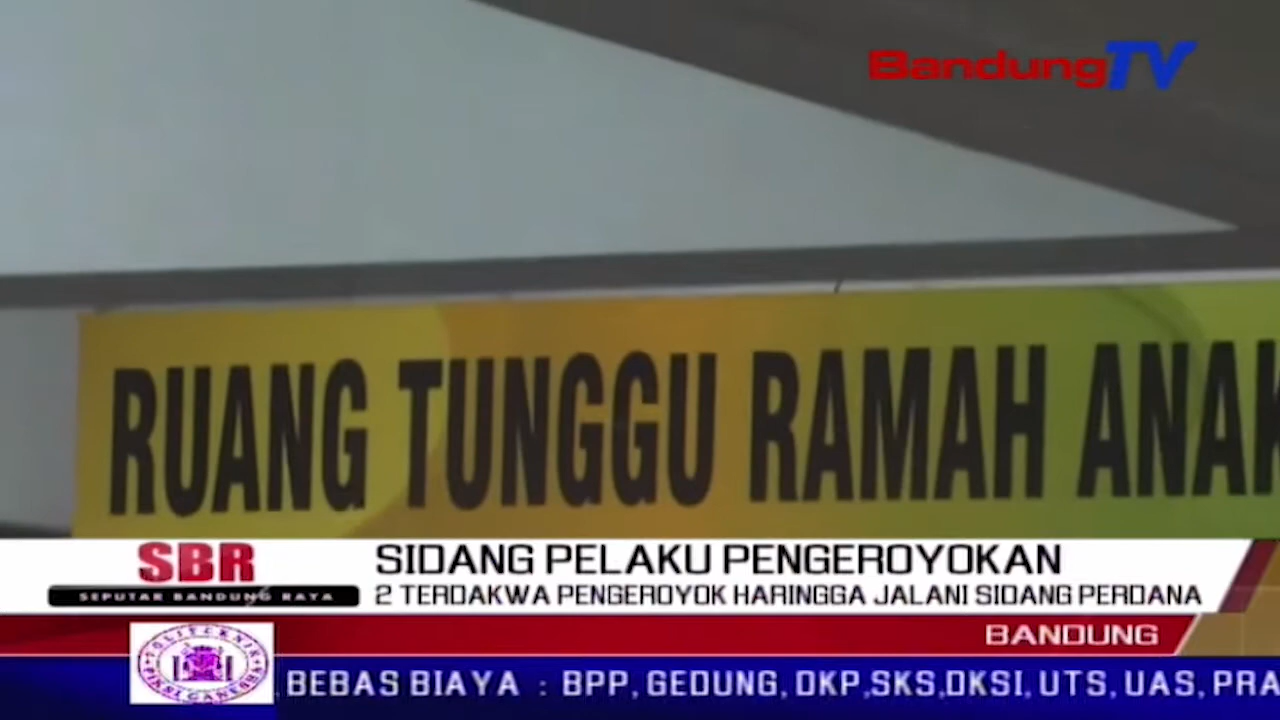 BandungTV
RUANG TUNGGU RAMAH ANAK
SBR
SEPUTAR BANDUNG RAYA
SIDANG PELAKU PENGEROYOKAN
2 TERDAKWA PENGEROYOK HARINGGA JALANI SIDANG PERDANA
BANDUNG
POLITEKNIK
BEBAS BIAYA : BPP, GEDUNG, DKP,SKS,DKSI, UTS, UAS, PRA